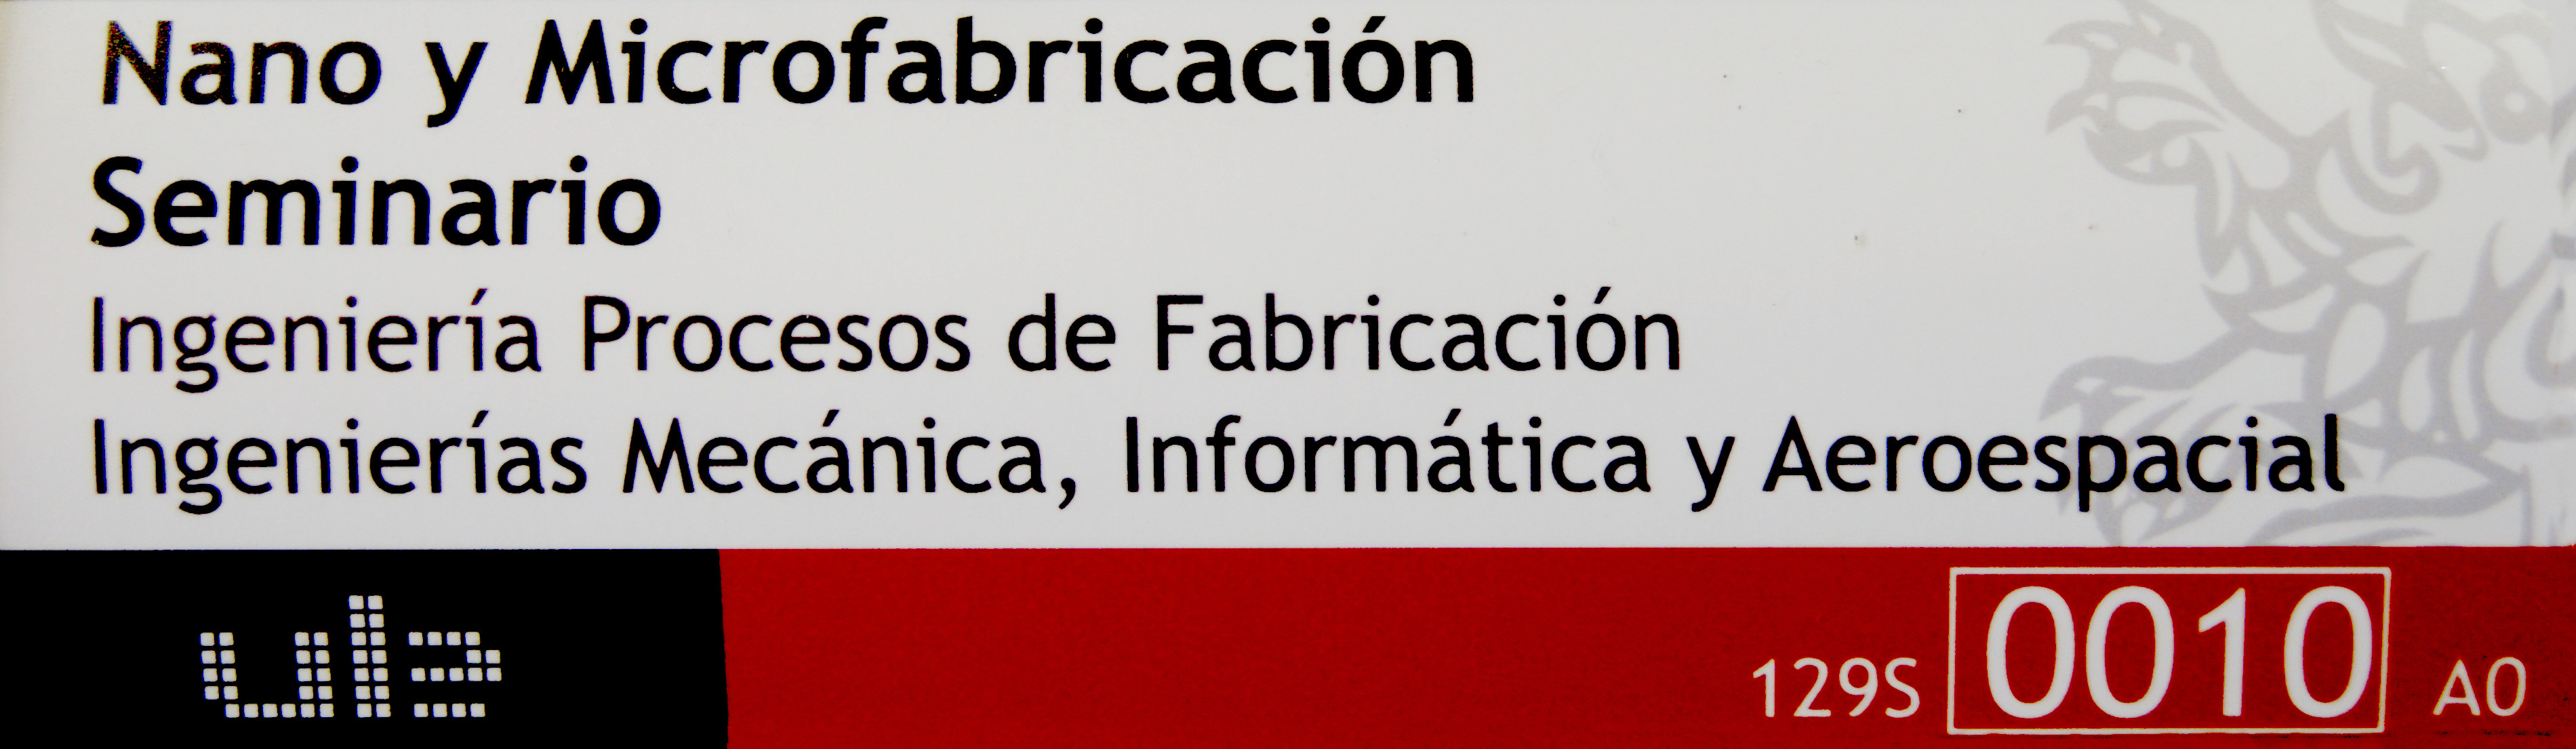 Nano y Microfabricación
Seminario
Ingeniería Procesos de Fabricación
Ingenierías Mecánica, Informática y Aeroespacial
ule
129S 0010 A0